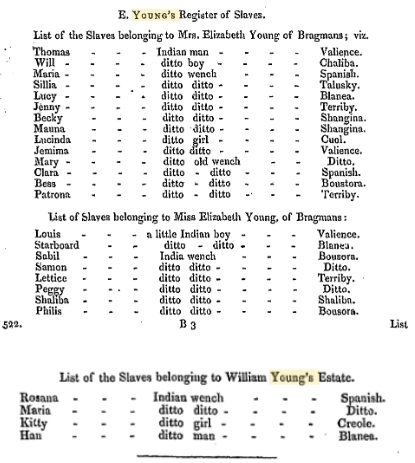 E. YOUNG's Register of Slaves.
List of the Slaves belonging to Mrs. Elizabeth Young of Bragmans; viz.
Thomas - - - Indian man - - - Valience.
Will - - - ditto boy - - - Chaliba.
Maria - - - ditto wench - - - Spanish.
Sillia - - - ditto ditto - - - Talusky.
Lucy - - - ditto ditto - - - Blanea.
Jenny - - - ditto ditto - - - Terriby.
Becky - - - ditto ditto - - - Shangina.
Mauna - - - ditto ditto - - - Shangina.
Lucinda - - - ditto girl - - - Cuol.
Jemima - - - ditto ditto - - - Valience.
Mary - - - ditto old wench - - Ditto.
Clara - - - ditto - ditto - - - Spanish.
Bess - - - ditto - ditto - - - Boustora.
Patrona - - - ditto - ditto - - - Terriby.
List of Slaves belonging to Miss Elizabeth Young, of Bragmans:
Louis - - - a little Indian boy - - - Valience.
Starboard - - - ditto - ditto - - - Blanea.
Sabil - - - India wench - - - Bousora.
Samon - - - ditto ditto - - - Ditto.
Lettice - - - ditto ditto - - - Terriby.
Peggy - - - ditto ditto - - - Ditto.
Shaliba - - - ditto ditto - - - Shaliba.
Philis - - - ditto ditto - - - Bousora.
522. B 3 List
List of the Slaves belonging to William Young's Estate.
Rosana - - - Indian wench - - - Spanish.
Maria - - - ditto ditto - - - Ditto.
Kitty - - - ditto girl - - - Creole.
Han - - - ditto man - - - Blanea.